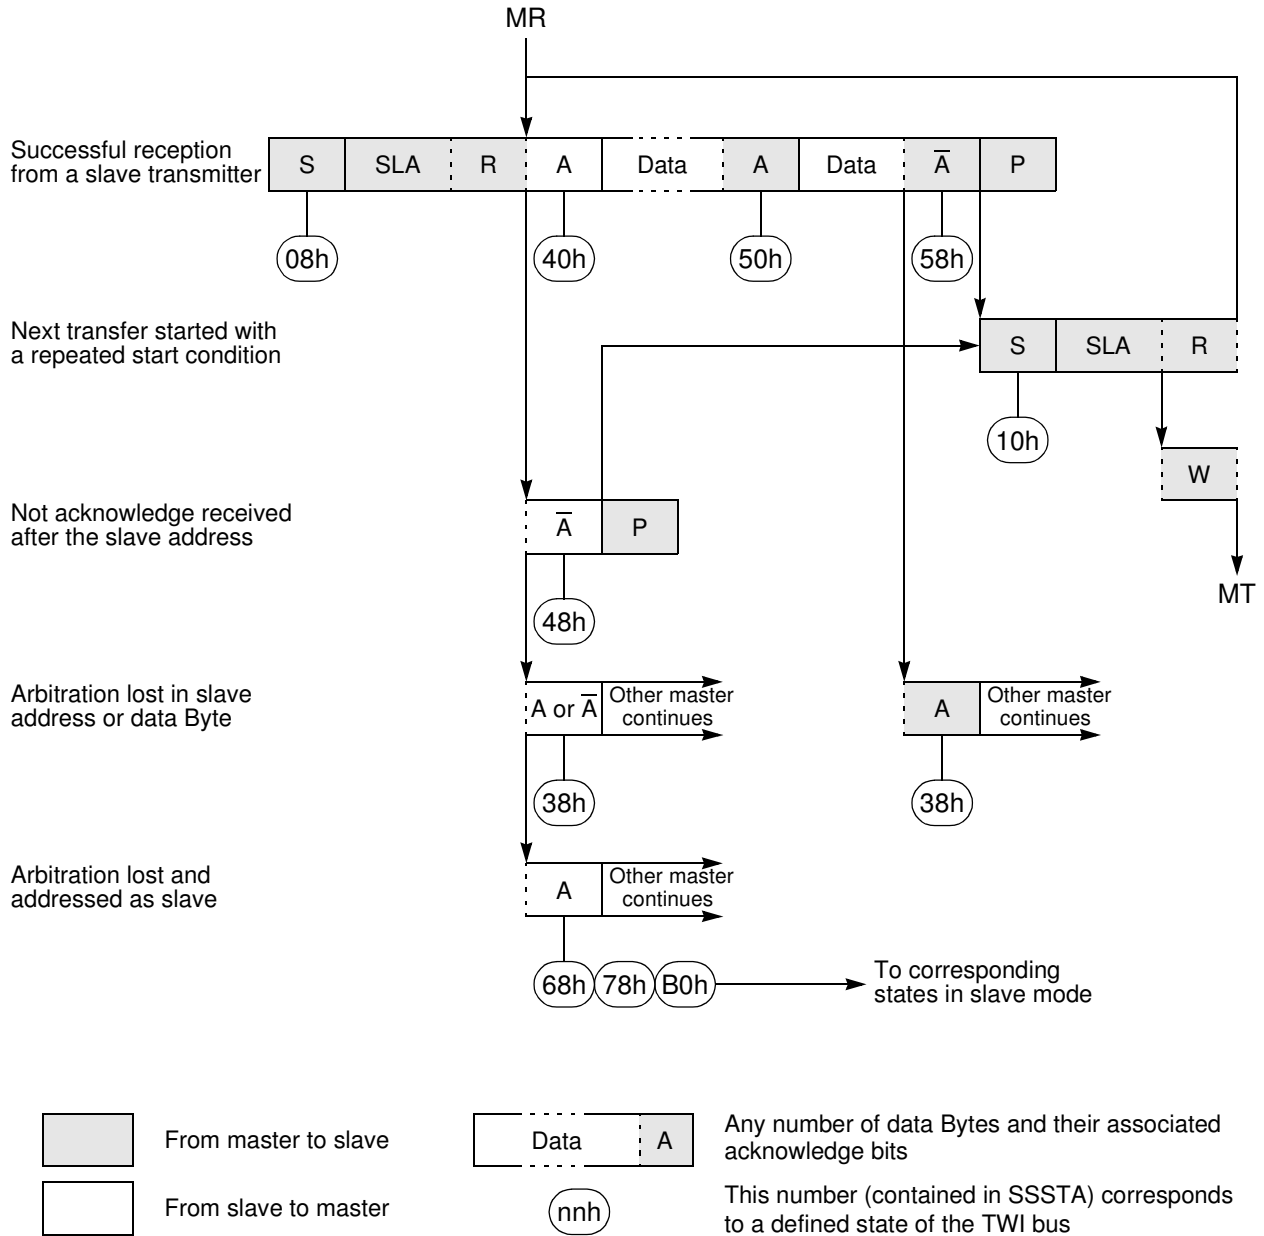 MR
Successful reception
from a slave transmitter
S SLA R A Data A Data A̅ P
08h 40h 50h 58h
Next transfer started with
a repeated start condition
S SLA R
10h
W
MT
Not acknowledge received
after the slave address
A̅ P
48h
Arbitration lost in slave
address or data Byte
A or A̅ Other master
continues
A Other master
continues
38h 38h
Arbitration lost and
addressed as slave
A Other master
continues
68h 78h B0h
To corresponding
states in slave mode
From master to slave
Data A
Any number of data Bytes and their associated
acknowledge bits
From slave to master
nnh
This number (contained in SSSTA) corresponds
to a defined state of the TWI bus